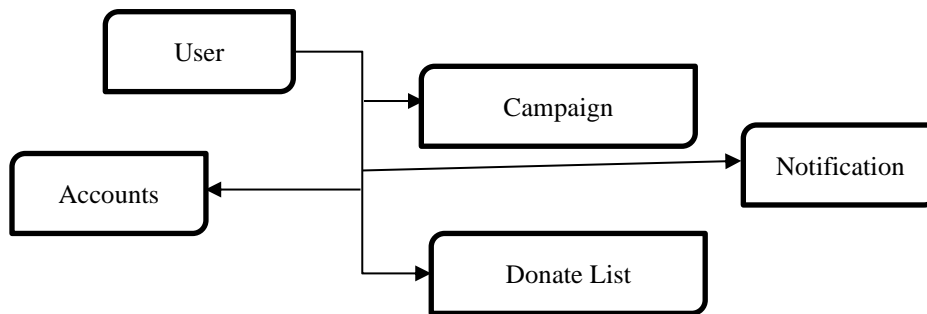 User
Campaign
Notification
Accounts
Donate List